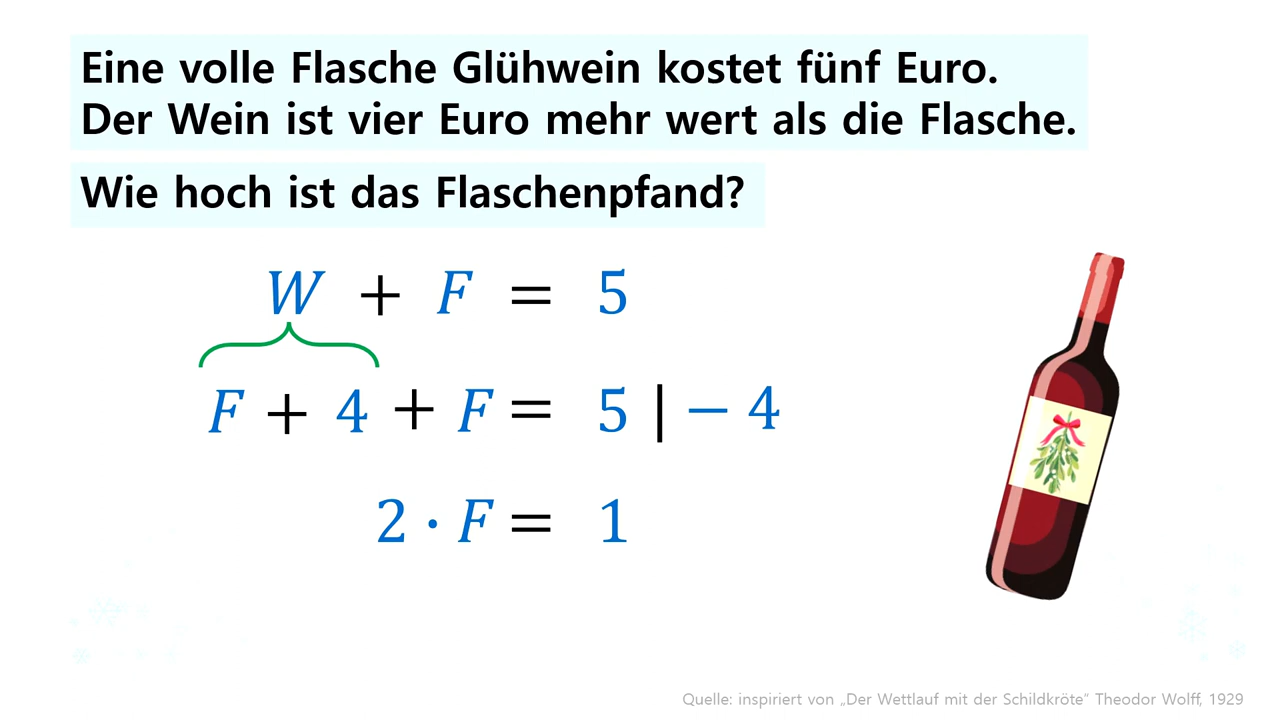 Eine volle Flasche Glühwein kostet fünf Euro.
Der Wein ist vier Euro mehr wert als die Flasche.
Wie hoch ist das Flaschenpfand?
W + F = 5
F + 4 + F = 5 | − 4
2 · F = 1
Quelle: inspiriert von „Der Wettlauf mit der Schildkröte“ Theodor Wolff, 1929